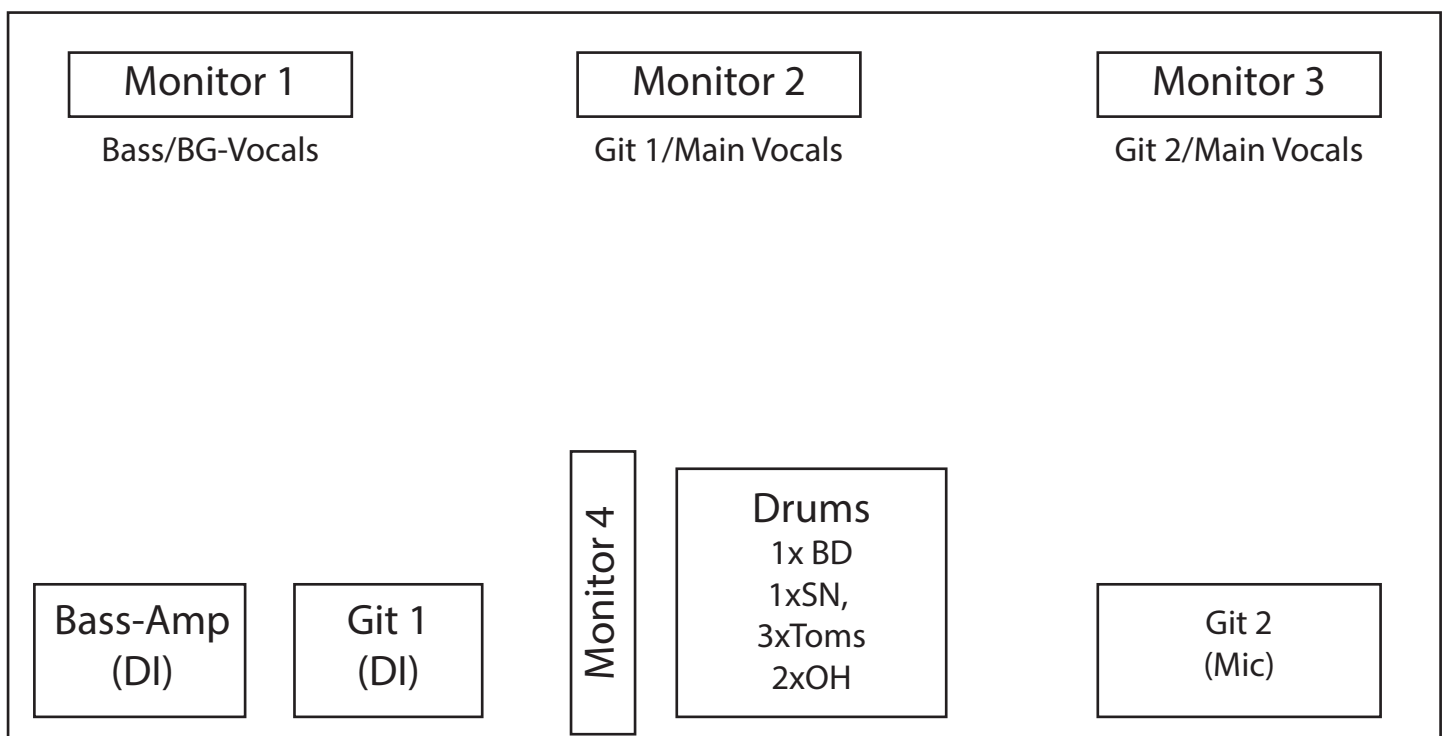 Monitor 1
Monitor 2
Monitor 3
Bass/BG-Vocals
Git 1/Main Vocals
Git 2/Main Vocals
Bass-Amp
(DI)
Git 1
(DI)
Monitor 4
Drums
1x BD
1xSN,
3xToms
2xOH
Git 2
(Mic)